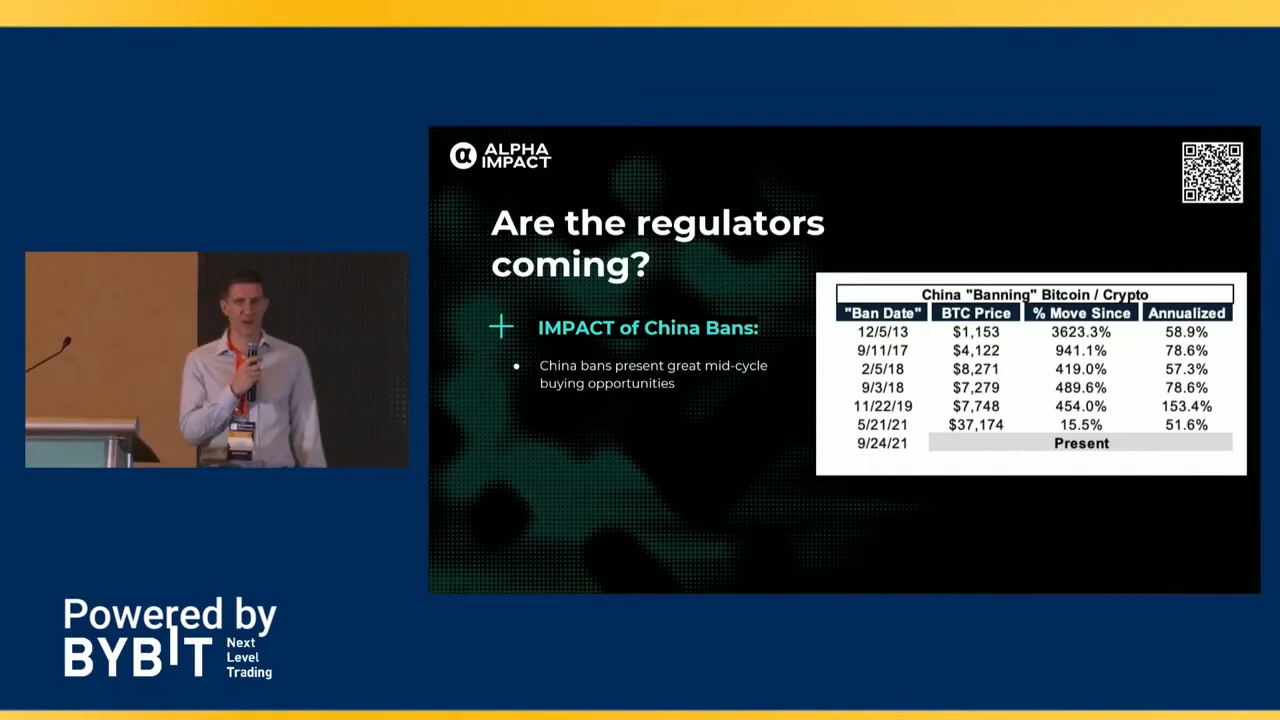 ALPHA
IMPACT
Are the regulators
coming?
IMPACT of China Bans:
• China bans present great mid-cycle
buying opportunities
China "Banning" Bitcoin / Crypto
"Ban Date" BTC Price % Move Since Annualized
12/5/13 $1,153 3623.3% 58.9%
9/11/17 $4,122 941.1% 78.6%
2/5/18 $8,271 419.0% 57.3%
9/3/18 $7,279 489.6% 78.6%
11/22/19 $7,748 454.0% 153.4%
5/21/21 $37,174 15.5% 51.6%
9/24/21 Present
Powered by
BYBIT
Next
Level
Trading